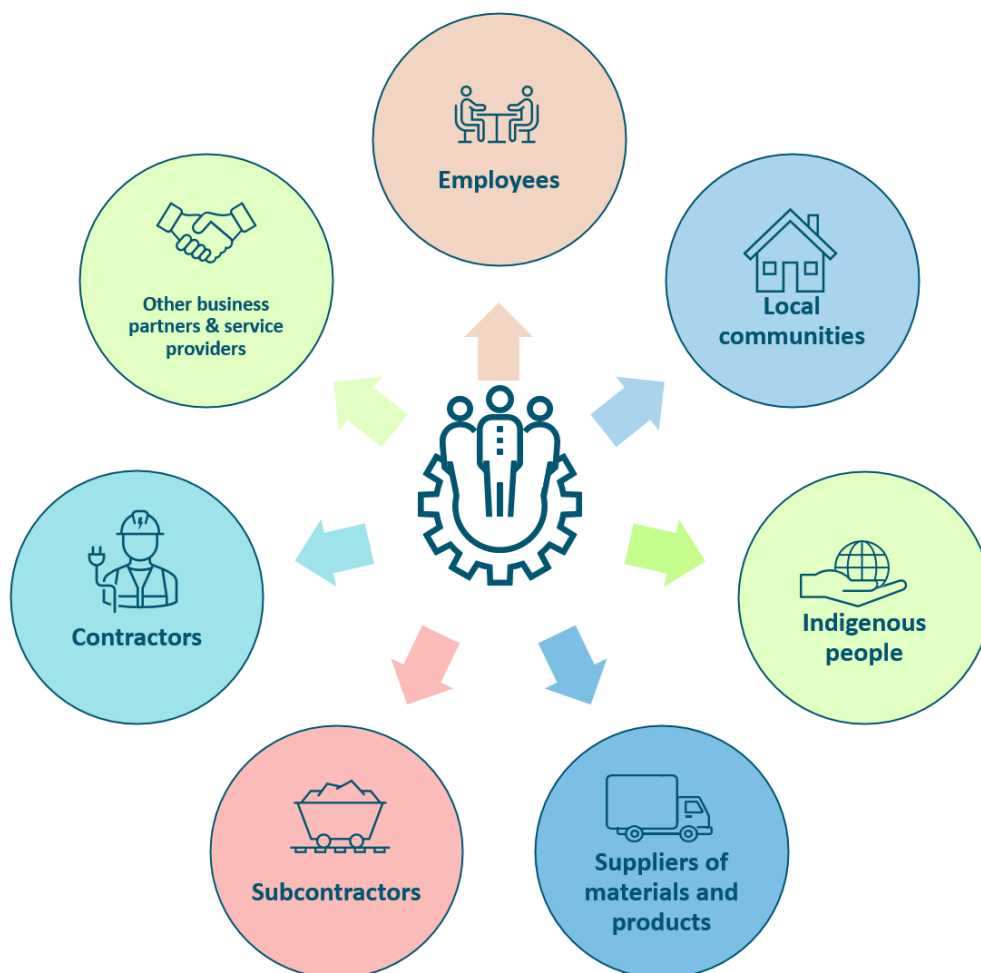 Employees
Local
communities
Indigenous
people
Suppliers of
materials and
products
Subcontractors
Contractors
Other business
partners & service
providers